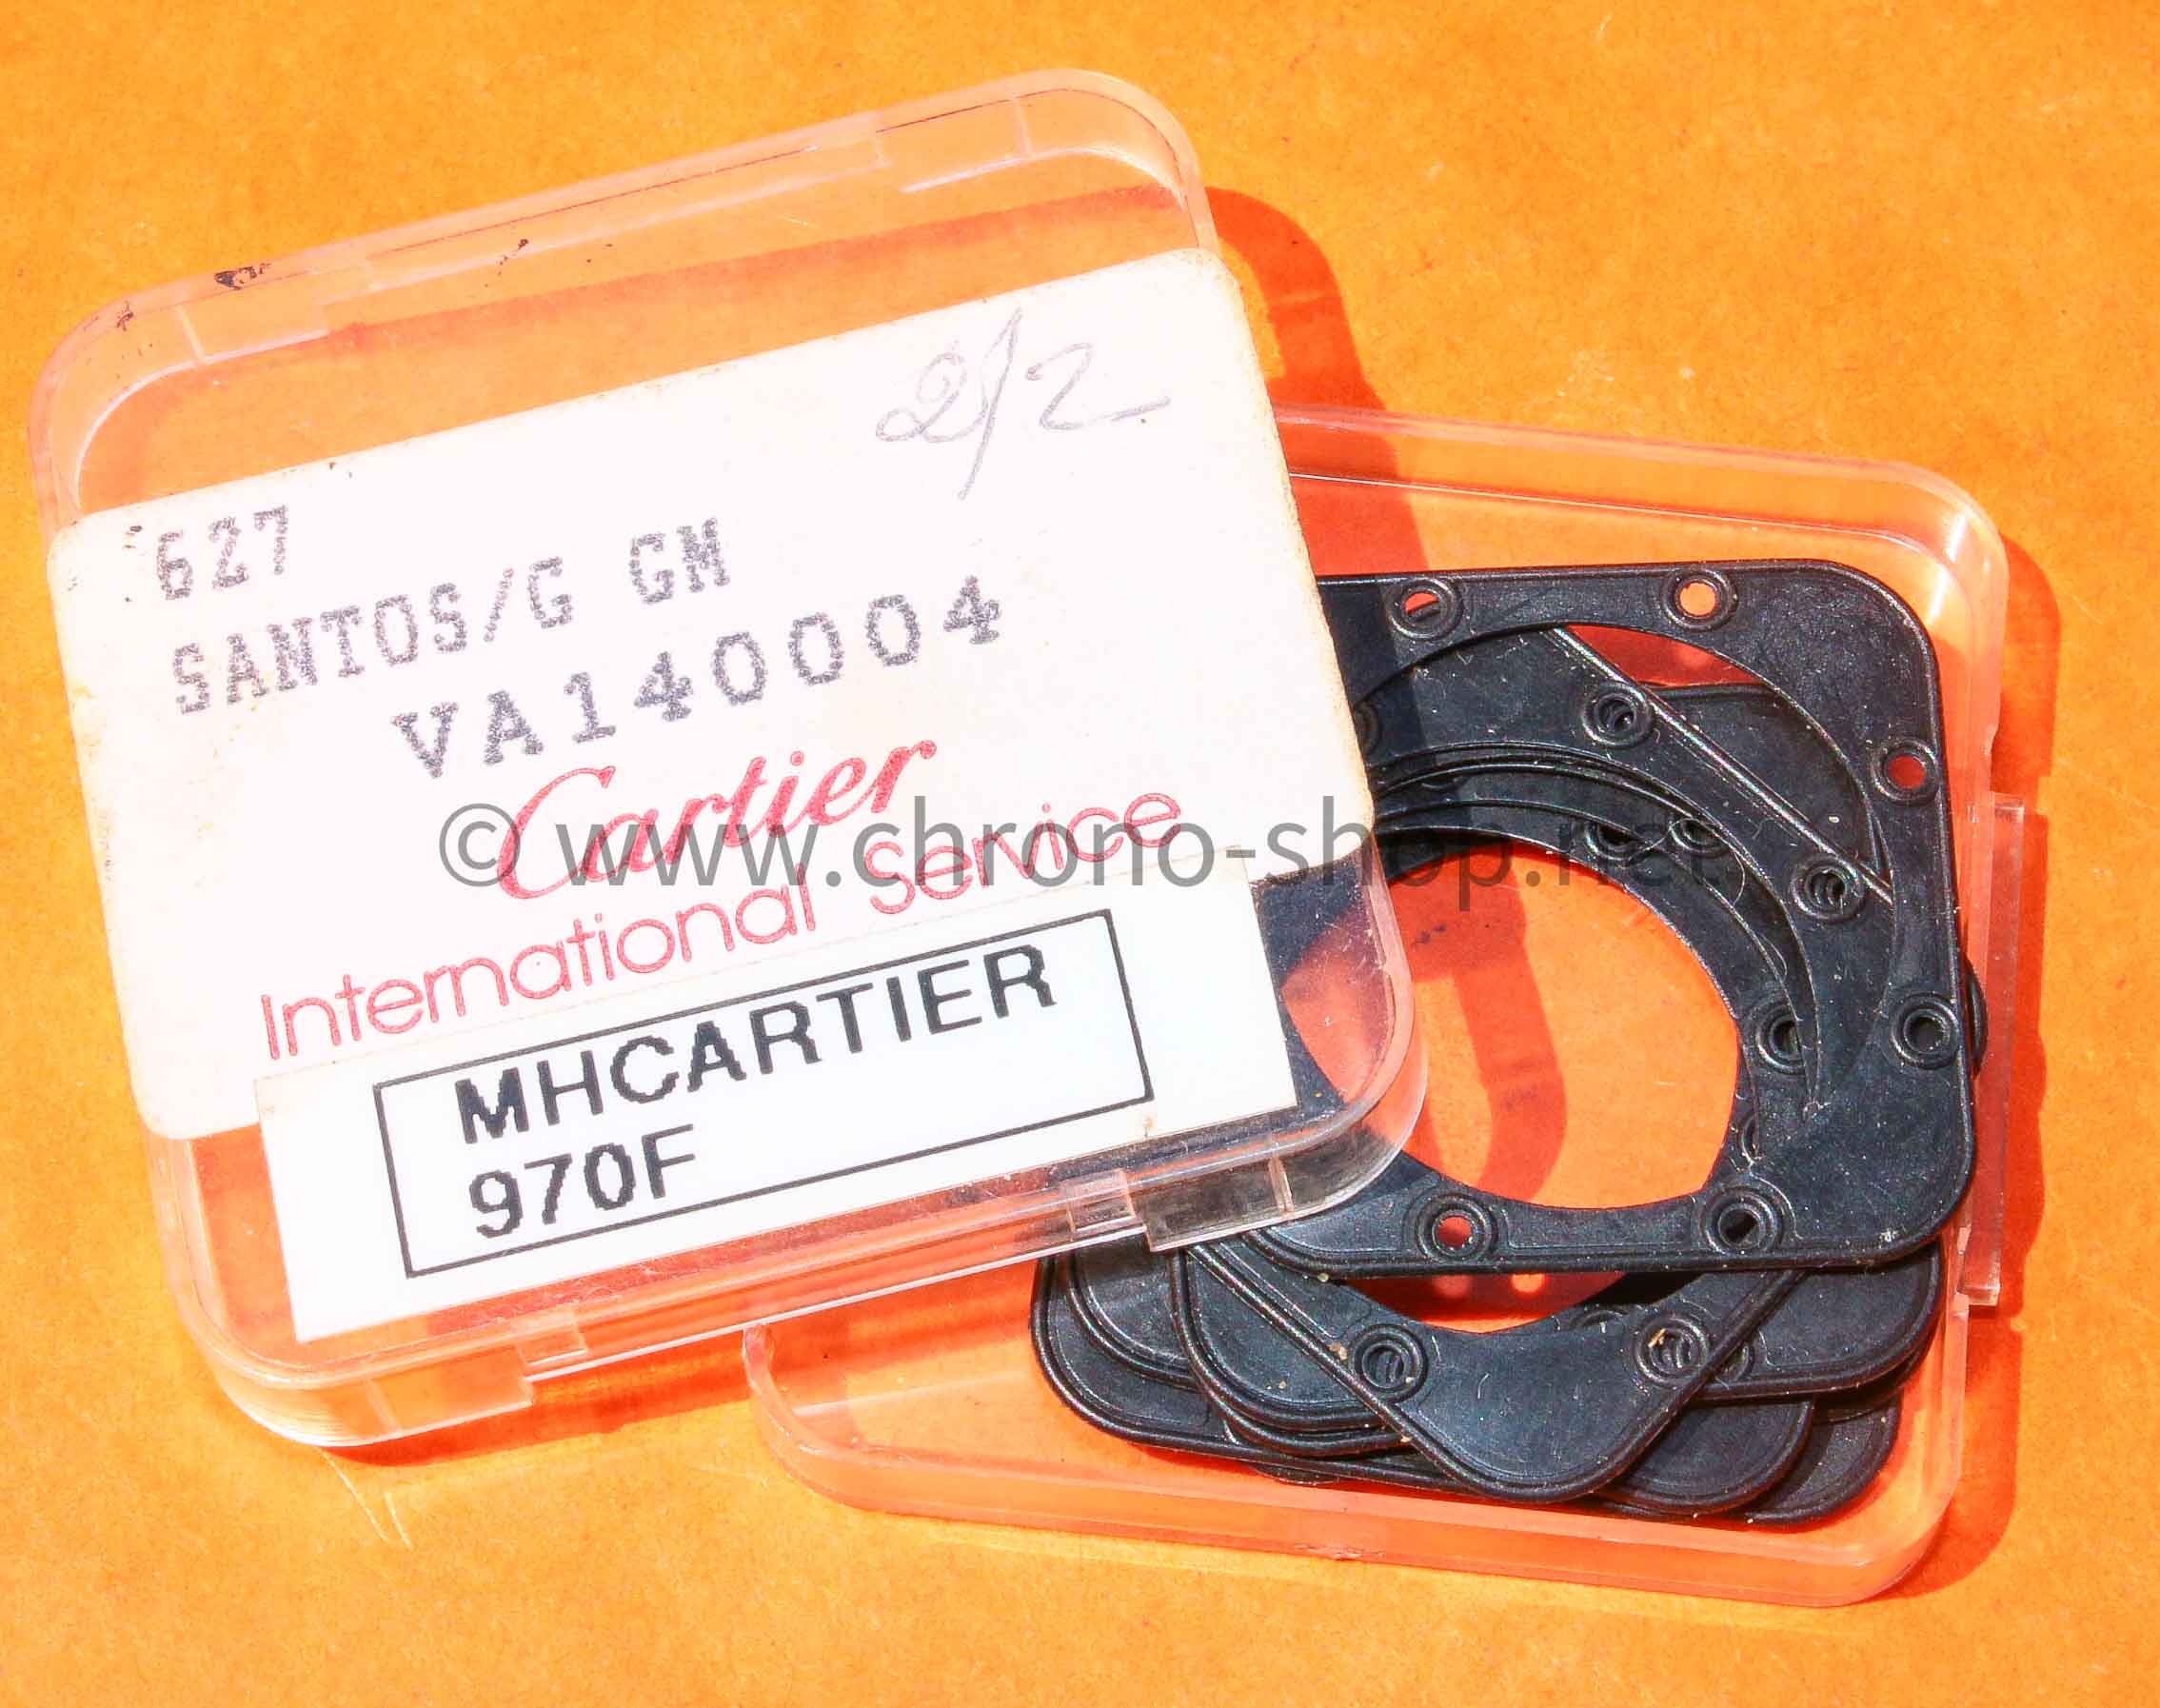 2/2
627
SANTOS/G GM
VA140004
Cartier
International Service
© www.chrono-shop.net
MHCARTIER
970F